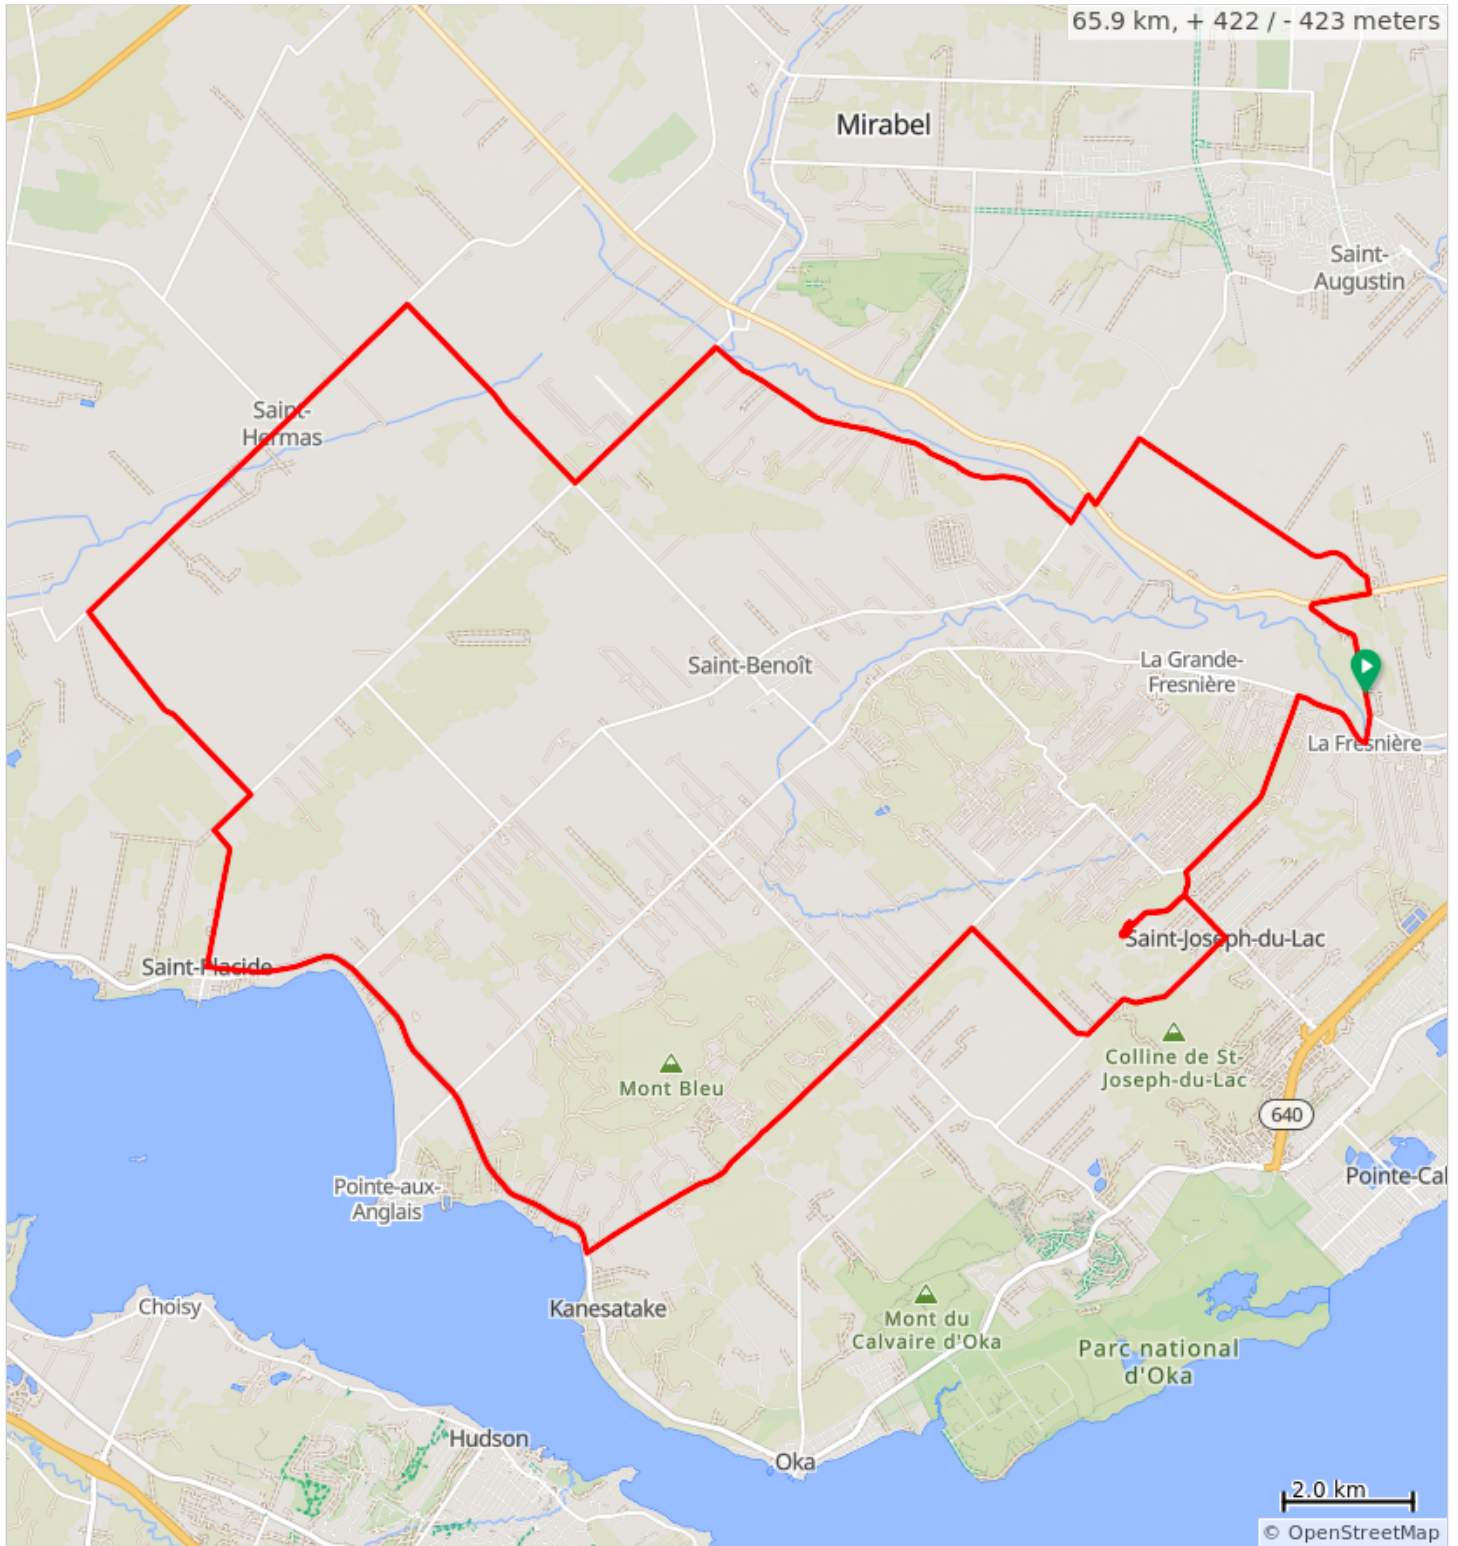 65.9 km, + 422 / - 423 meters
Mirabel
Saint-
Augustin
Saint-
Hermas
Saint-Benoît
La Grande-
Fresnière
La Fresnière
Saint-Joseph-du-Lac
Saint-Placide
Colline de St-
Joseph-du-Lac
Mont Bleu
640
Pointe-aux-
Anglais
Pointe-Cal
Choisy
Kanesatake
Mont du
Calvaire d'Oka
Parc national
d'Oka
Hudson
Oka
2.0 km
© OpenStreetMap